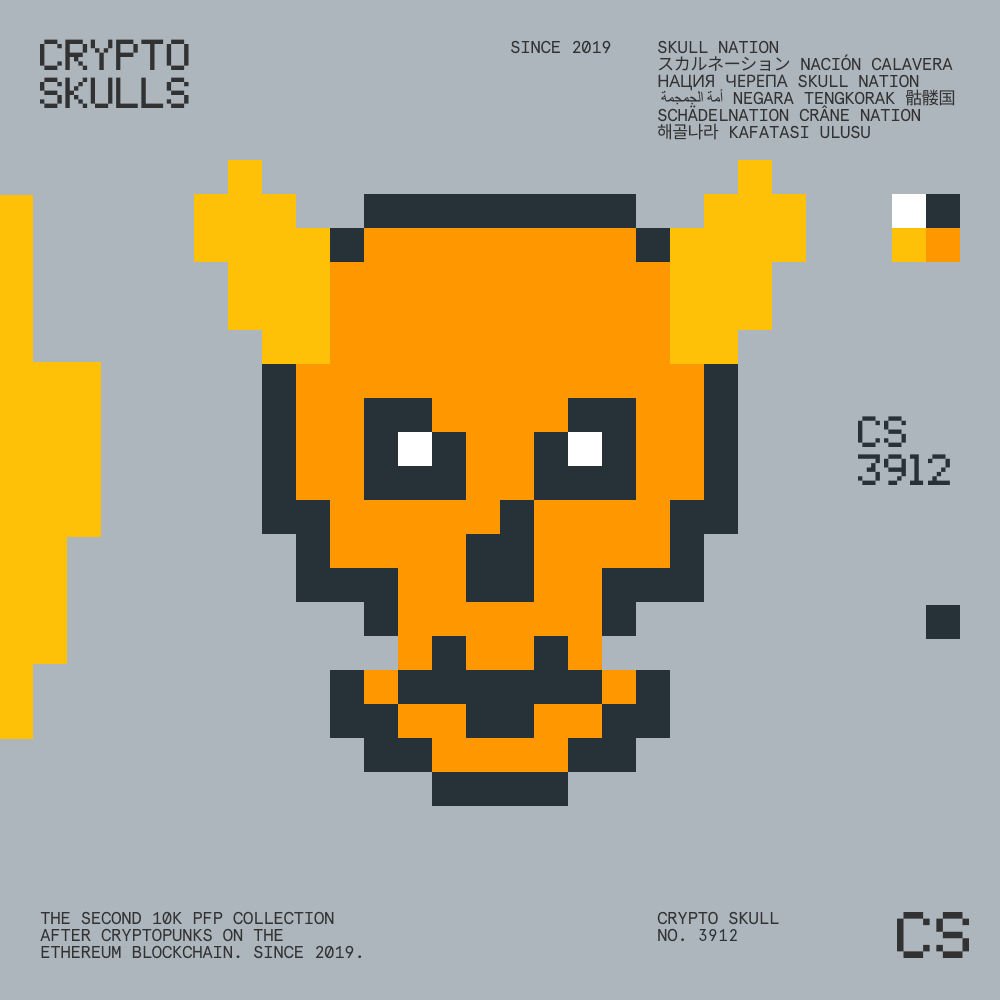 CRYPTO
SKULLS
SINCE 2019
SKULL NATION
スカルネーション NACIÓN CALAVERA
НАЦИЯ ЧЕРЕПА SKULL NATION
أمة الجمجمة NEGARA TENGKORAK 骷髅国
SCHÄDELNATION CRÂNE NATION
해골나라 KAFATASI ULUSU
CS
3912
THE SECOND 10K PFP COLLECTION
AFTER CRYPTOPUNKS ON THE
ETHEREUM BLOCKCHAIN. SINCE 2019.
CRYPTO SKULL
NO. 3912
CS